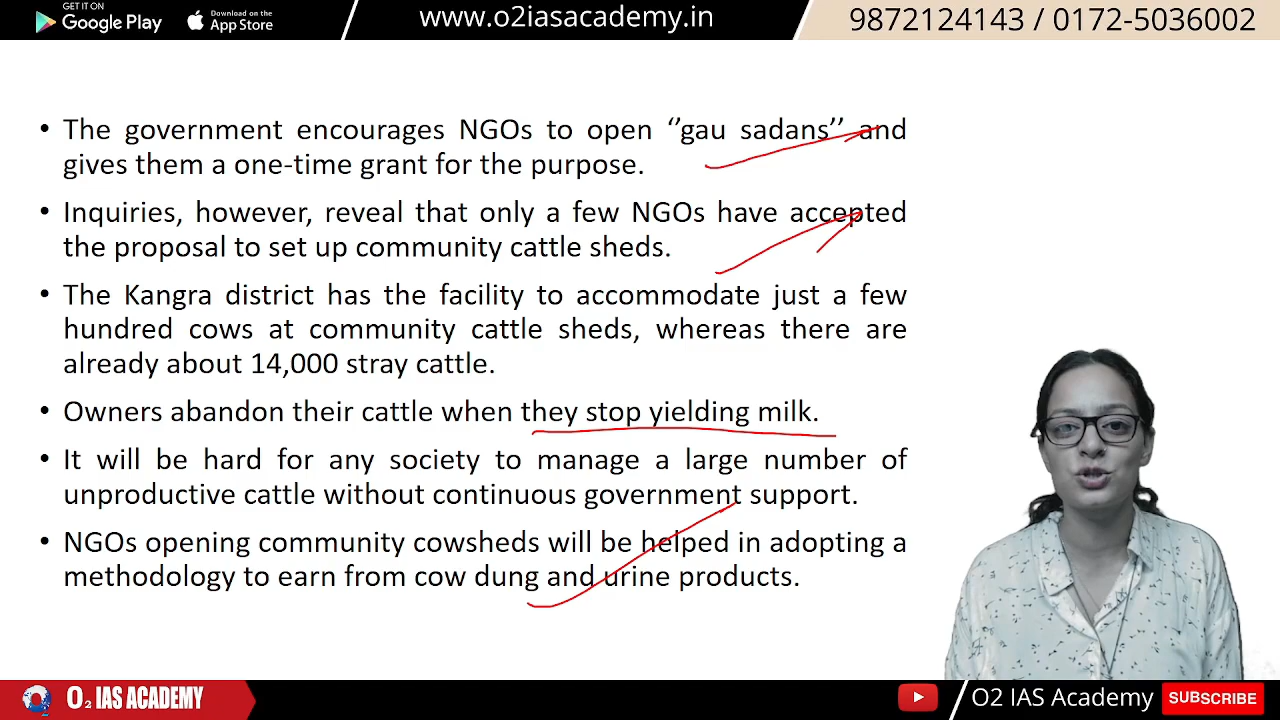 GET IT ON
Google Play
Download on the
App Store
www.o2iasacademy.in
9872124143 / 0172-5036002
• The government encourages NGOs to open ‘’gau sadans’’ and
gives them a one-time grant for the purpose.
• Inquiries, however, reveal that only a few NGOs have accepted
the proposal to set up community cattle sheds.
• The Kangra district has the facility to accommodate just a few
hundred cows at community cattle sheds, whereas there are
already about 14,000 stray cattle.
• Owners abandon their cattle when they stop yielding milk.
• It will be hard for any society to manage a large number of
unproductive cattle without continuous government support.
• NGOs opening community cowsheds will be helped in adopting a
methodology to earn from cow dung and urine products.
O₂ IAS ACADEMY
O2 IAS Academy
SUBSCRIBE